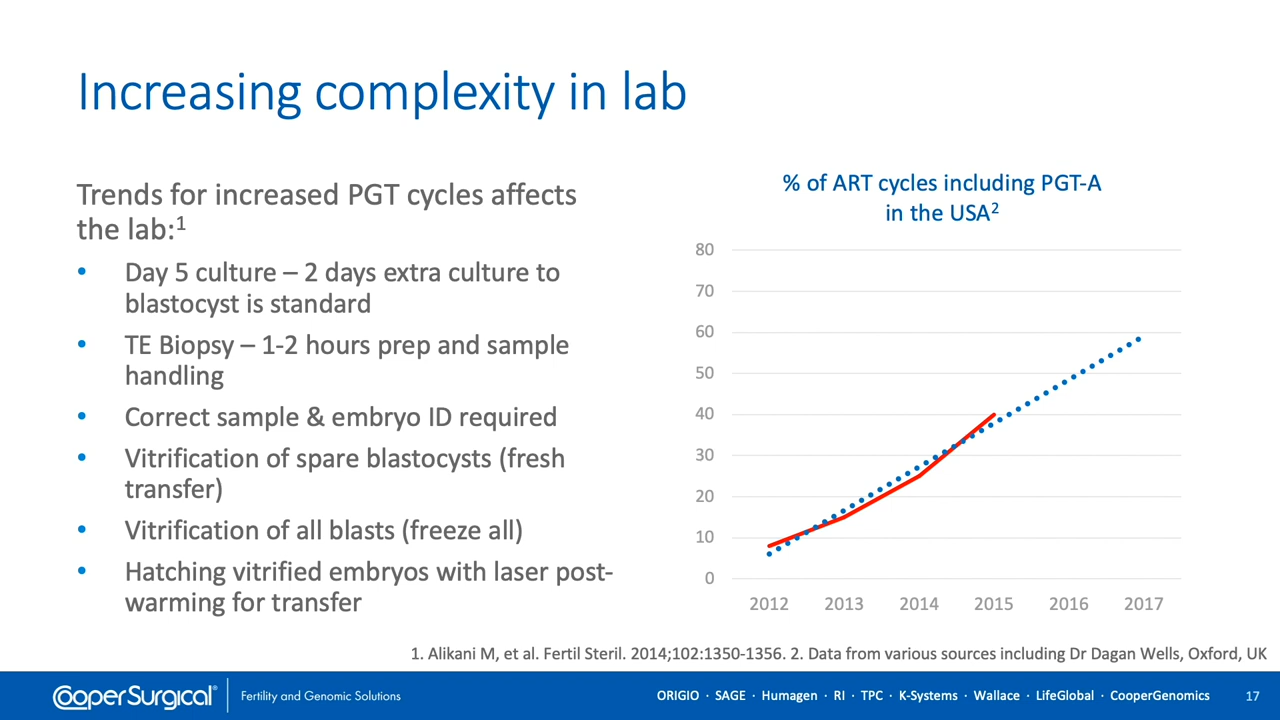 Increasing complexity in lab
Trends for increased PGT cycles affects
the lab:1
• Day 5 culture – 2 days extra culture to
blastocyst is standard
• TE Biopsy – 1-2 hours prep and sample
handling
• Correct sample & embryo ID required
• Vitrification of spare blastocysts (fresh
transfer)
• Vitrification of all blasts (freeze all)
• Hatching vitrified embryos with laser post-
warming for transfer
% of ART cycles including PGT-A
in the USA2
80
70
60
50
40
30
20
10
0
2012 2013 2014 2015 2016 2017
1. Alikani M, et al. Fertil Steril. 2014;102:1350-1356. 2. Data from various sources including Dr Dagan Wells, Oxford, UK
CooperSurgical® Fertility and Genomic Solutions
ORIGIO · SAGE · Humagen · RI · TPC · K-Systems · Wallace · LifeGlobal · CooperGenomics 17